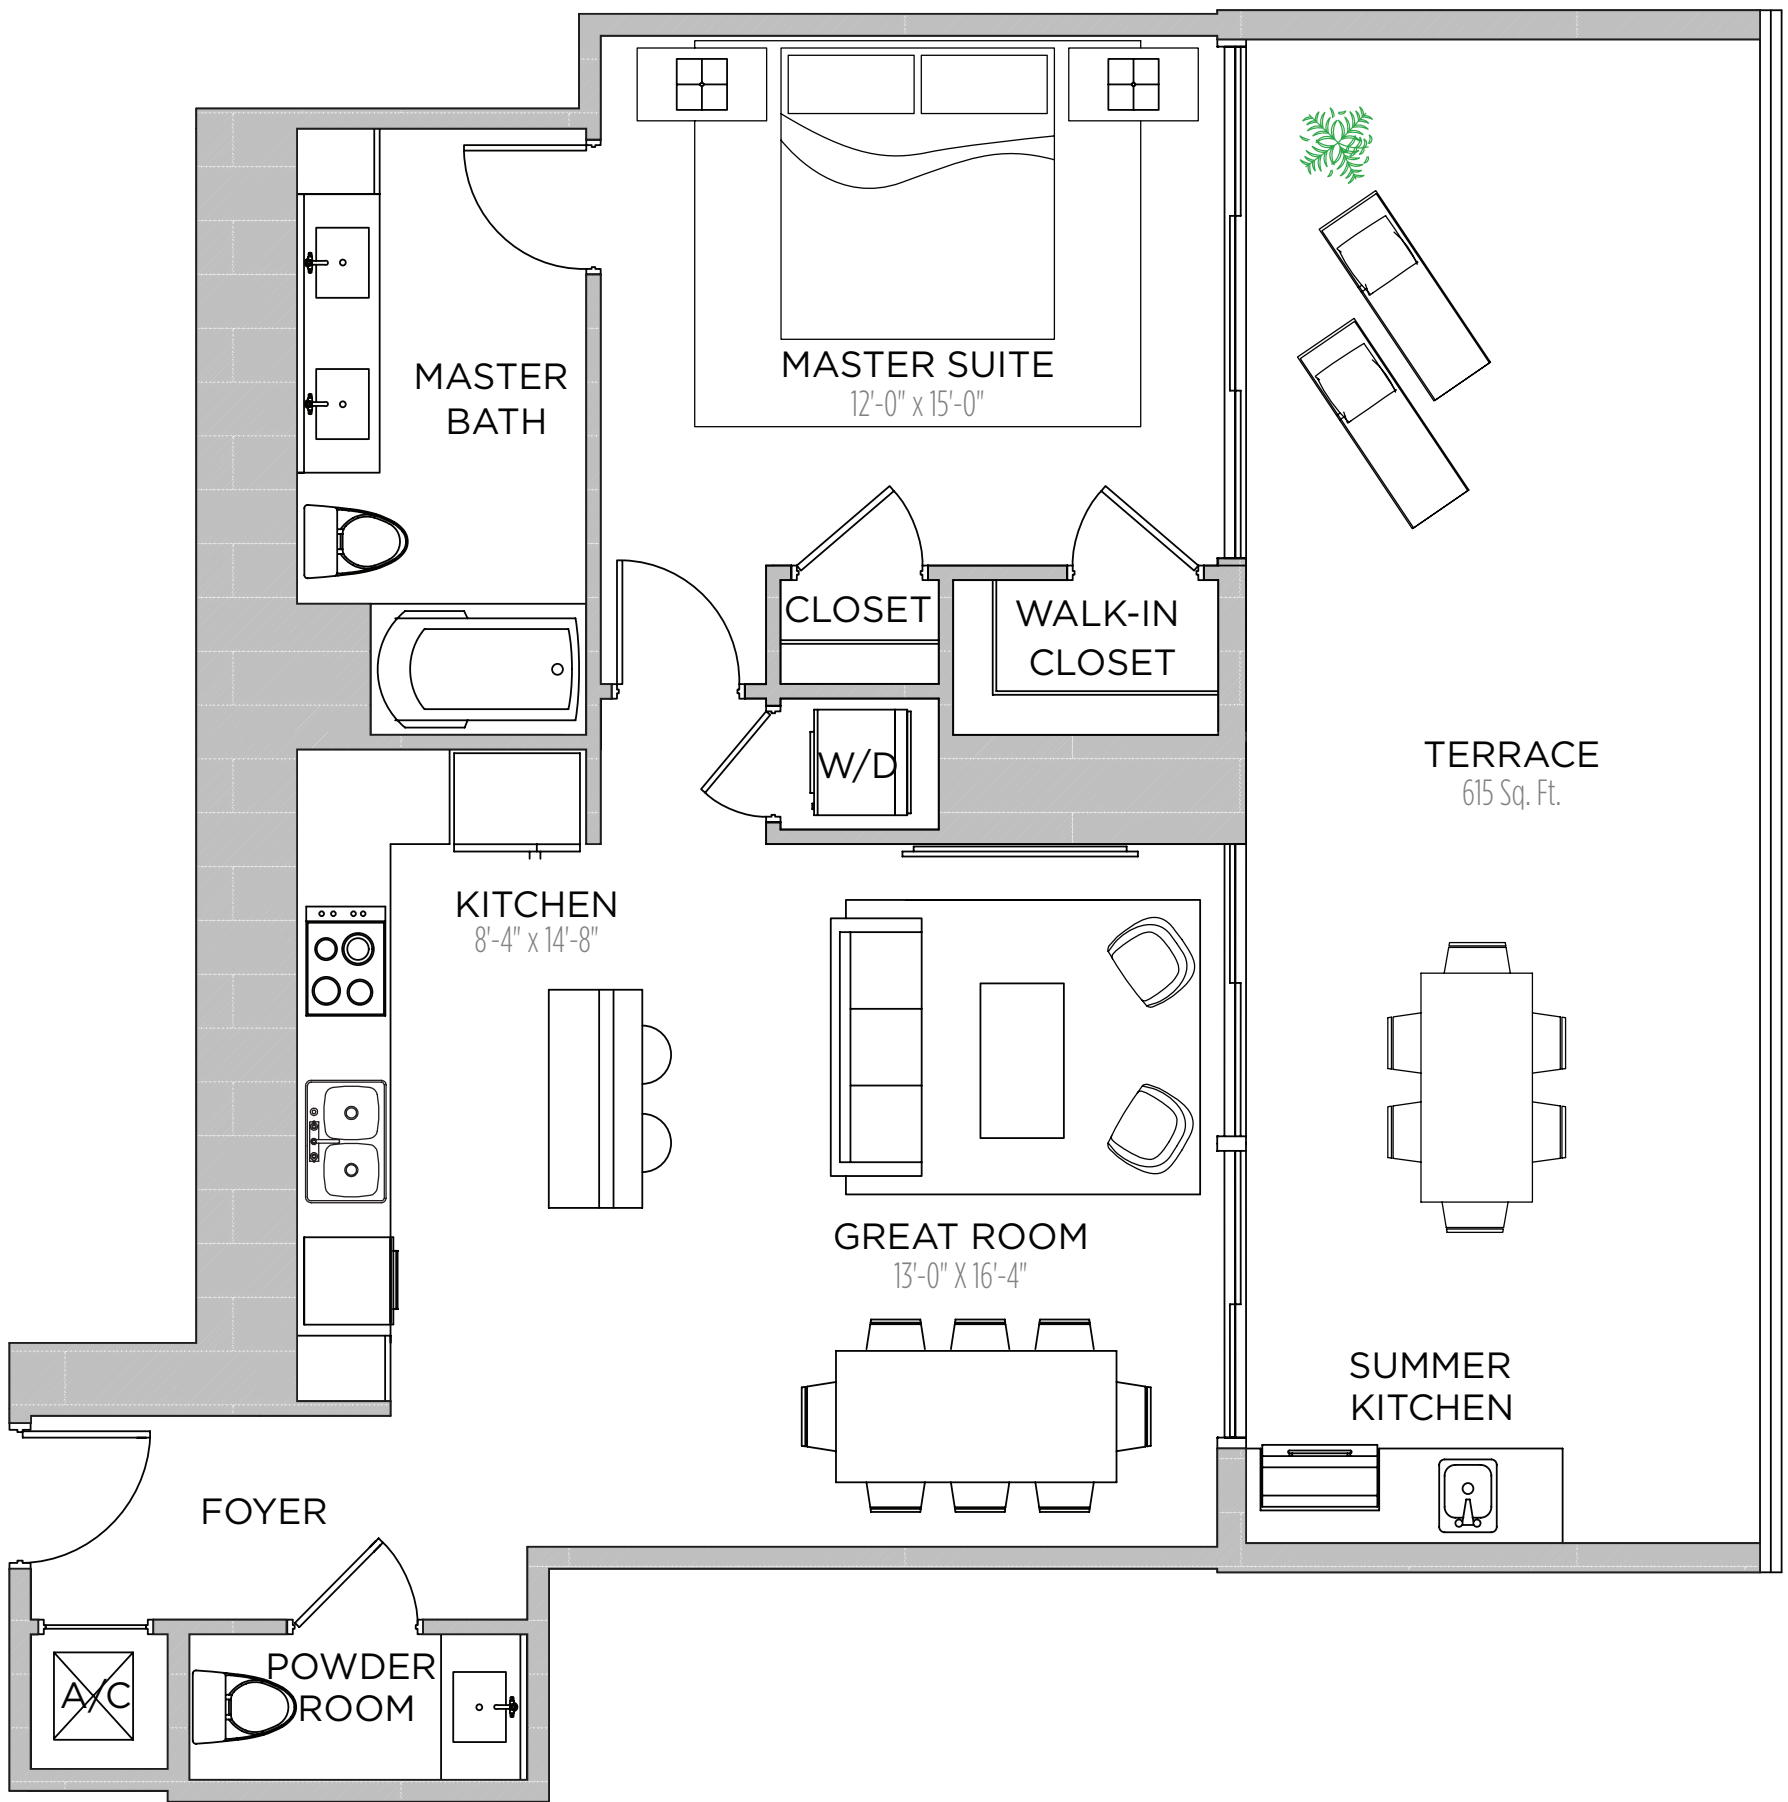 MASTER SUITE
12'-0" x 15'-0"
MASTER
BATH
CLOSET
WALK-IN
CLOSET
W/D
TERRACE
615 Sq. Ft.
KITCHEN
8'-4" x 14'-8"
GREAT ROOM
13'-0" X 16'-4"
SUMMER
KITCHEN
FOYER
POWDER
ROOM
A/C